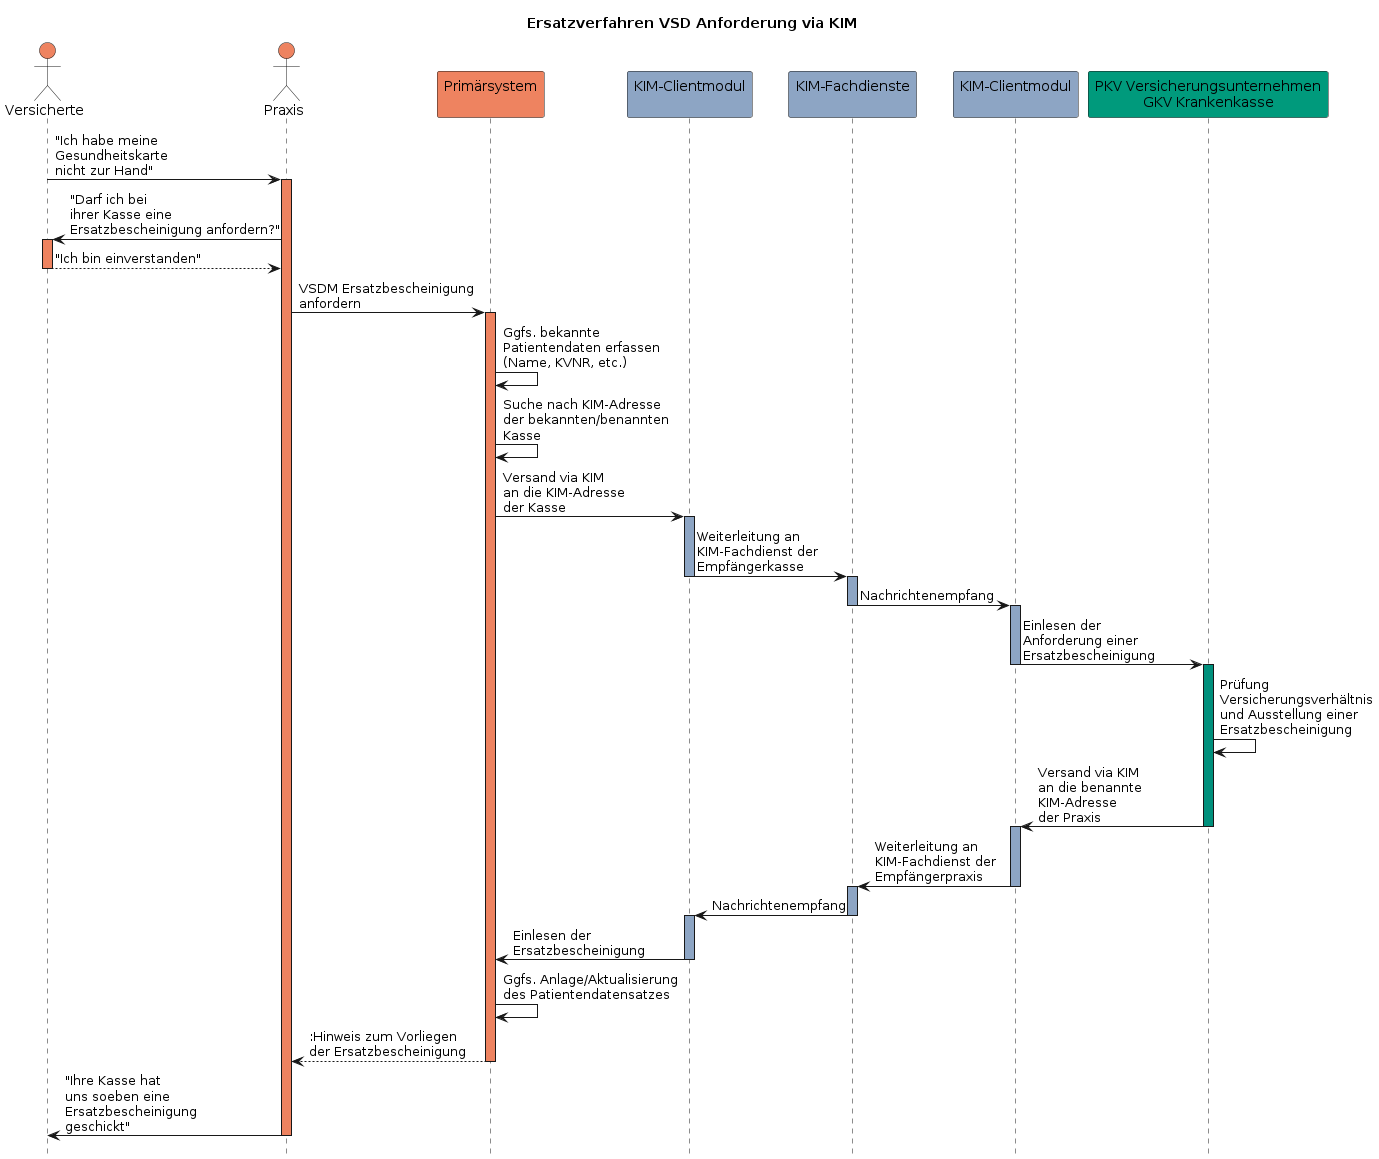 Ersatzverfahren VSD Anforderung via KIM
Versicherte
Praxis
Primärsystem
KIM-Clientmodul
KIM-Fachdienste
KIM-Clientmodul
PKV Versicherungsunternehmen
GKV Krankenkasse
"Ich habe meine
Gesundheitskarte
nicht zur Hand"
"Darf ich bei
ihrer Kasse eine
Ersatzbescheinigung anfordern?"
"Ich bin einverstanden"
VSDM Ersatzbescheinigung
anfordern
Ggfs. bekannte
Patientendaten erfassen
(Name, KVNR, etc.)
Suche nach KIM-Adresse
der bekannten/benannten
Kasse
Versand via KIM
an die KIM-Adresse
der Kasse
Weiterleitung an
KIM-Fachdienst der
Empfängerkasse
Nachrichtenempfang
Einlesen der
Anforderung einer
Ersatzbescheinigung
Prüfung
Versicherungsverhältnis
und Ausstellung einer
Ersatzbescheinigung
Versand via KIM
an die benannte
KIM-Adresse
der Praxis
Weiterleitung an
KIM-Fachdienst der
Empfängerpraxis
Nachrichtenempfang
Einlesen der
Ersatzbescheinigung
Ggfs. Anlage/Aktualisierung
des Patientendatensatzes
:Hinweis zum Vorliegen
der Ersatzbescheinigung
"Ihre Kasse hat
uns soeben eine
Ersatzbescheinigung
geschickt"